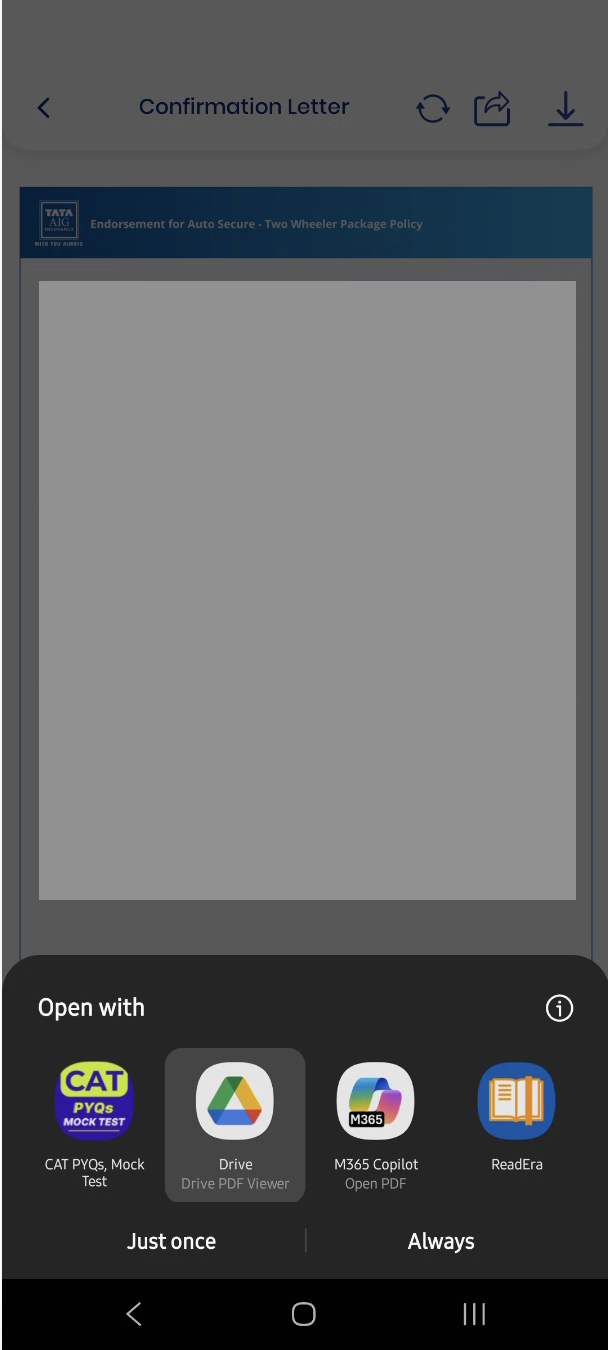 Confirmation Letter
TATA
AIG
INSURANCE
WITH YOU ALWAYS
Endorsement for Auto Secure - Two Wheeler Package Policy
Open with
CAT
PYQs
MOCK TEST
M365
CAT PYQs, Mock
Test
Drive
Drive PDF Viewer
M365 Copilot
Open PDF
ReadEra
Just once
Always